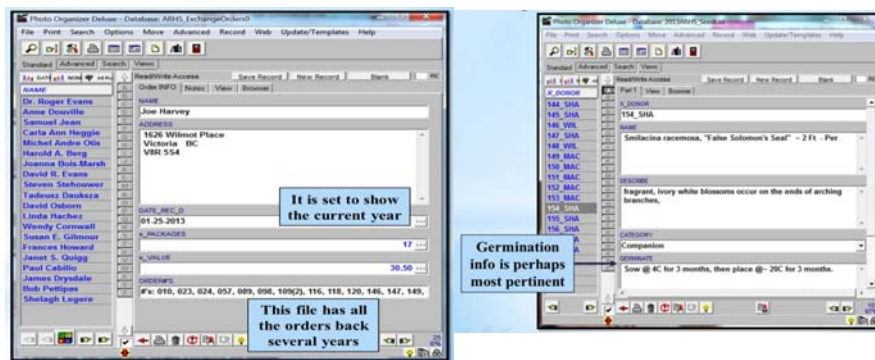 Photo Organizer Deluxe - Database: ARHS_ExchangeOrders0
File Print Search Options Move Advanced Record Web Update/Templates Help
Standard Advanced Search Views
Read/Write Access Save Record New Record Blank
Order INFO Notes View Browser
NAME
Dr. Roger Evans
Anne Douville
Samuel Jean
Carla Ann Heggie
Michel Andre Otis
Harold A. Berg
Joanna Bois Marsh
David R. Evans
Steven Stehouwer
Tadeusz Dauksza
David Osborn
Linda Hachez
Wendy Cornwall
Susan E. Gilmour
Frances Howard
Janet S. Quigg
Paul Cabilio
James Drysdale
Bob Pettipas
Shelagh Legere
NAME
Joe Harvey
ADDRESS
1626 Wilmot Place
Victoria BC
V8R 5S4
It is set to show
the current year
DATE_REC_D
01-25-2013
x_PACKAGES
17
x_VALUE
30.50
ORDER#S
#'s: 010, 023, 024, 057, 089, 098, 109(2), 116, 118, 120, 146, 147, 149,
This file has all
the orders back
several years
Photo Organizer Deluxe - Database: 2013ARHS_SeedList
File Print Search Options Move Advanced Record Web Update/Templates Help
Standard Advanced Search Views
Read/Write Access Save Record New Record Blank
Part 1 View Browser
X_DONOR
144_SHA
145_SHA
146_WIL
147_SHA
148_WIL
149_MAC
150_MAC
151_MAC
152_MAC
153_MAC
154_SHA
155_SHA
156_SHA
X_DONOR
154_SHA
NAME
Smilacina racemosa, "False Solomon's Seal" ~ 2 Ft - Per
DESCRIBE
fragrant, ivory white blossoms occur on the ends of arching
branches,
CATEGORY
Companion
GERMINATE
Sow @ 4C for 3 months, then place @~ 20C for 3 months.
Germination
info is perhaps
most pertinent